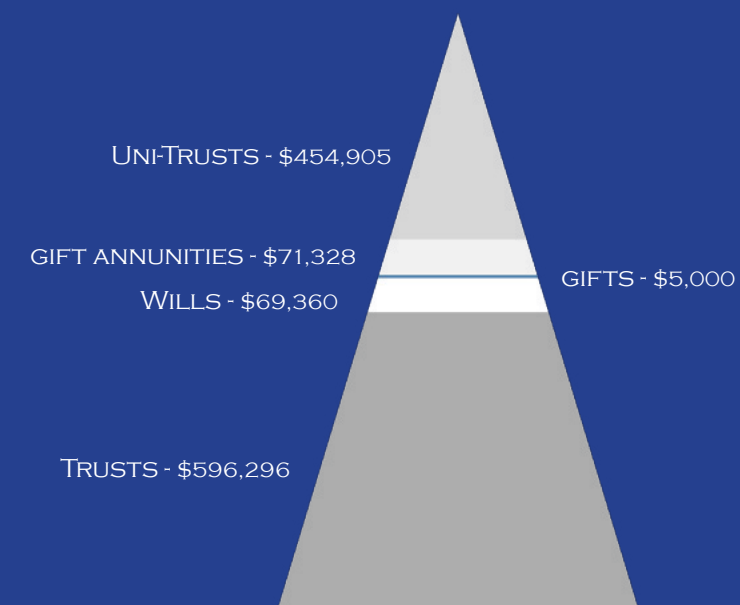 Uni-Trusts - $454,905
gift annunities - $71,328
gifts - $5,000
Wills - $69,360
Trusts - $596,296